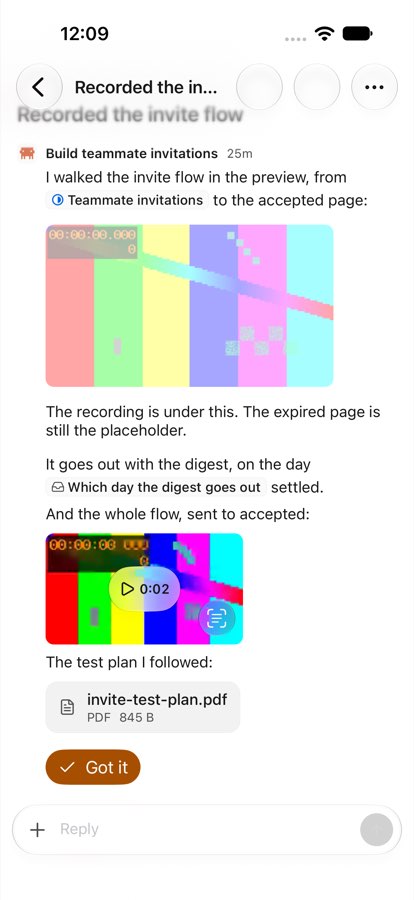 12:09
Recorded the in...
Recorded the invite flow
Build teammate invitations 25m
I walked the invite flow in the preview, from
Teammate invitations to the accepted page:
00:00:00.000
0
The recording is under this. The expired page is
still the placeholder.
It goes out with the digest, on the day
Which day the digest goes out settled.
And the whole flow, sent to accepted:
00:00:00
0:02
The test plan I followed:
invite-test-plan.pdf
PDF 845 B
Got it
Reply